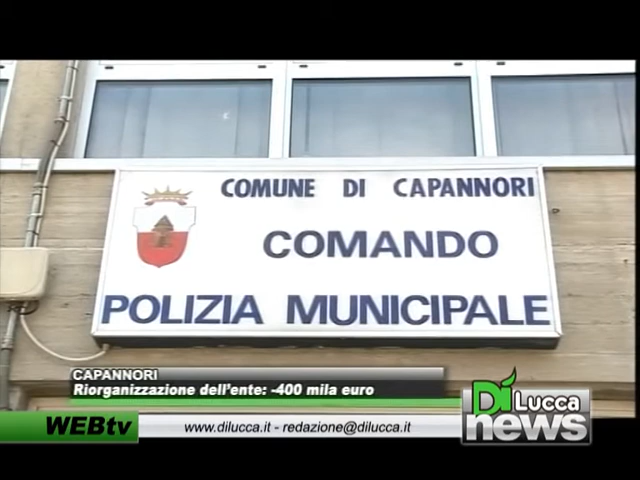 COMUNE DI CAPANNORI
COMANDO
POLIZIA MUNICIPALE
CAPANNORI
Riorganizzazione dell'ente: -400 mila euro
WEBtv
www.dilucca.it - redazione@dilucca.it
Di Lucca
news